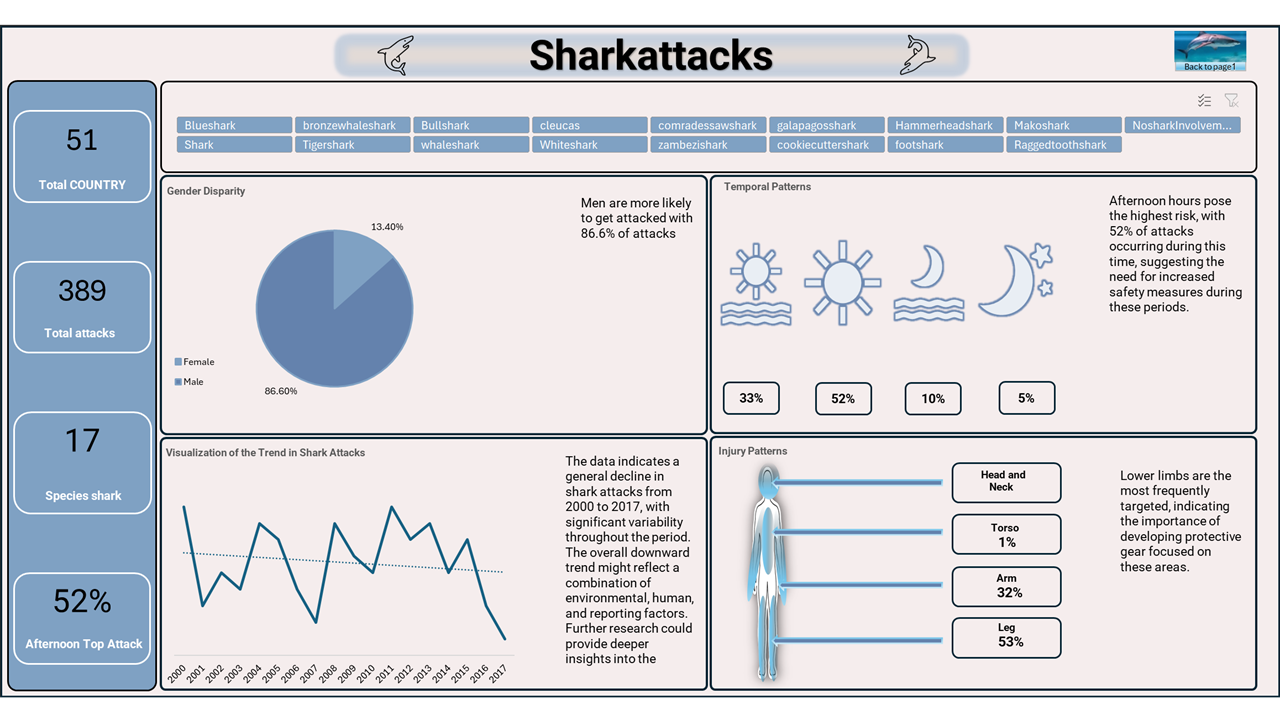 Sharkattacks
Back to page1
51
Total COUNTRY
389
Total attacks
17
Species shark
52%
Afternoon Top Attack
Blueshark
bronzewhaleshark
Bullshark
cleucas
comradessawshark
galapagosshark
Hammerheadshark
Makoshark
NosharkInvolvem...
Shark
Tigershark
whaleshark
Whiteshark
zambezishark
cookiecuttershark
footshark
Raggedtoothshark
Gender Disparity
13.40%
86.60%
Female
Male
Men are more likely
to get attacked with
86.6% of attacks
Temporal Patterns
33%
52%
10%
5%
Afternoon hours pose
the highest risk, with
52% of attacks
occurring during this
time, suggesting the
need for increased
safety measures during
these periods.
Visualization of the Trend in Shark Attacks
2000 2001 2002 2003 2004 2005 2006 2007 2008 2009 2010 2011 2012 2013 2014 2015 2016 2017
The data indicates a
general decline in
shark attacks from
2000 to 2017, with
significant variability
throughout the period.
The overall downward
trend might reflect a
combination of
environmental, human,
and reporting factors.
Further research could
provide deeper
insights into the
Injury Patterns
Head and
Neck
Torso
1%
Arm
32%
Leg
53%
Lower limbs are the
most frequently
targeted, indicating
the importance of
developing protective
gear focused on
these areas.